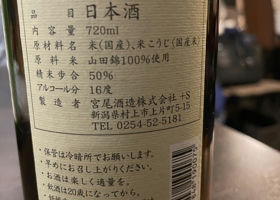 目 日本酒
内容量 720ml
原材料名 米(国産)、米こうじ(国産米)
原料米 山田錦100%使用
精米歩合 50%
アルコール分 16度
製造者 宮尾酒造株式会社 +S
新潟県村上市上片町5-15
TEL 0254-52-5181
・保管は冷暗所でお願いします。
・早めにお召し上がりください。
・お酒は楽しく適量を。
・飲酒は20歳になってから。